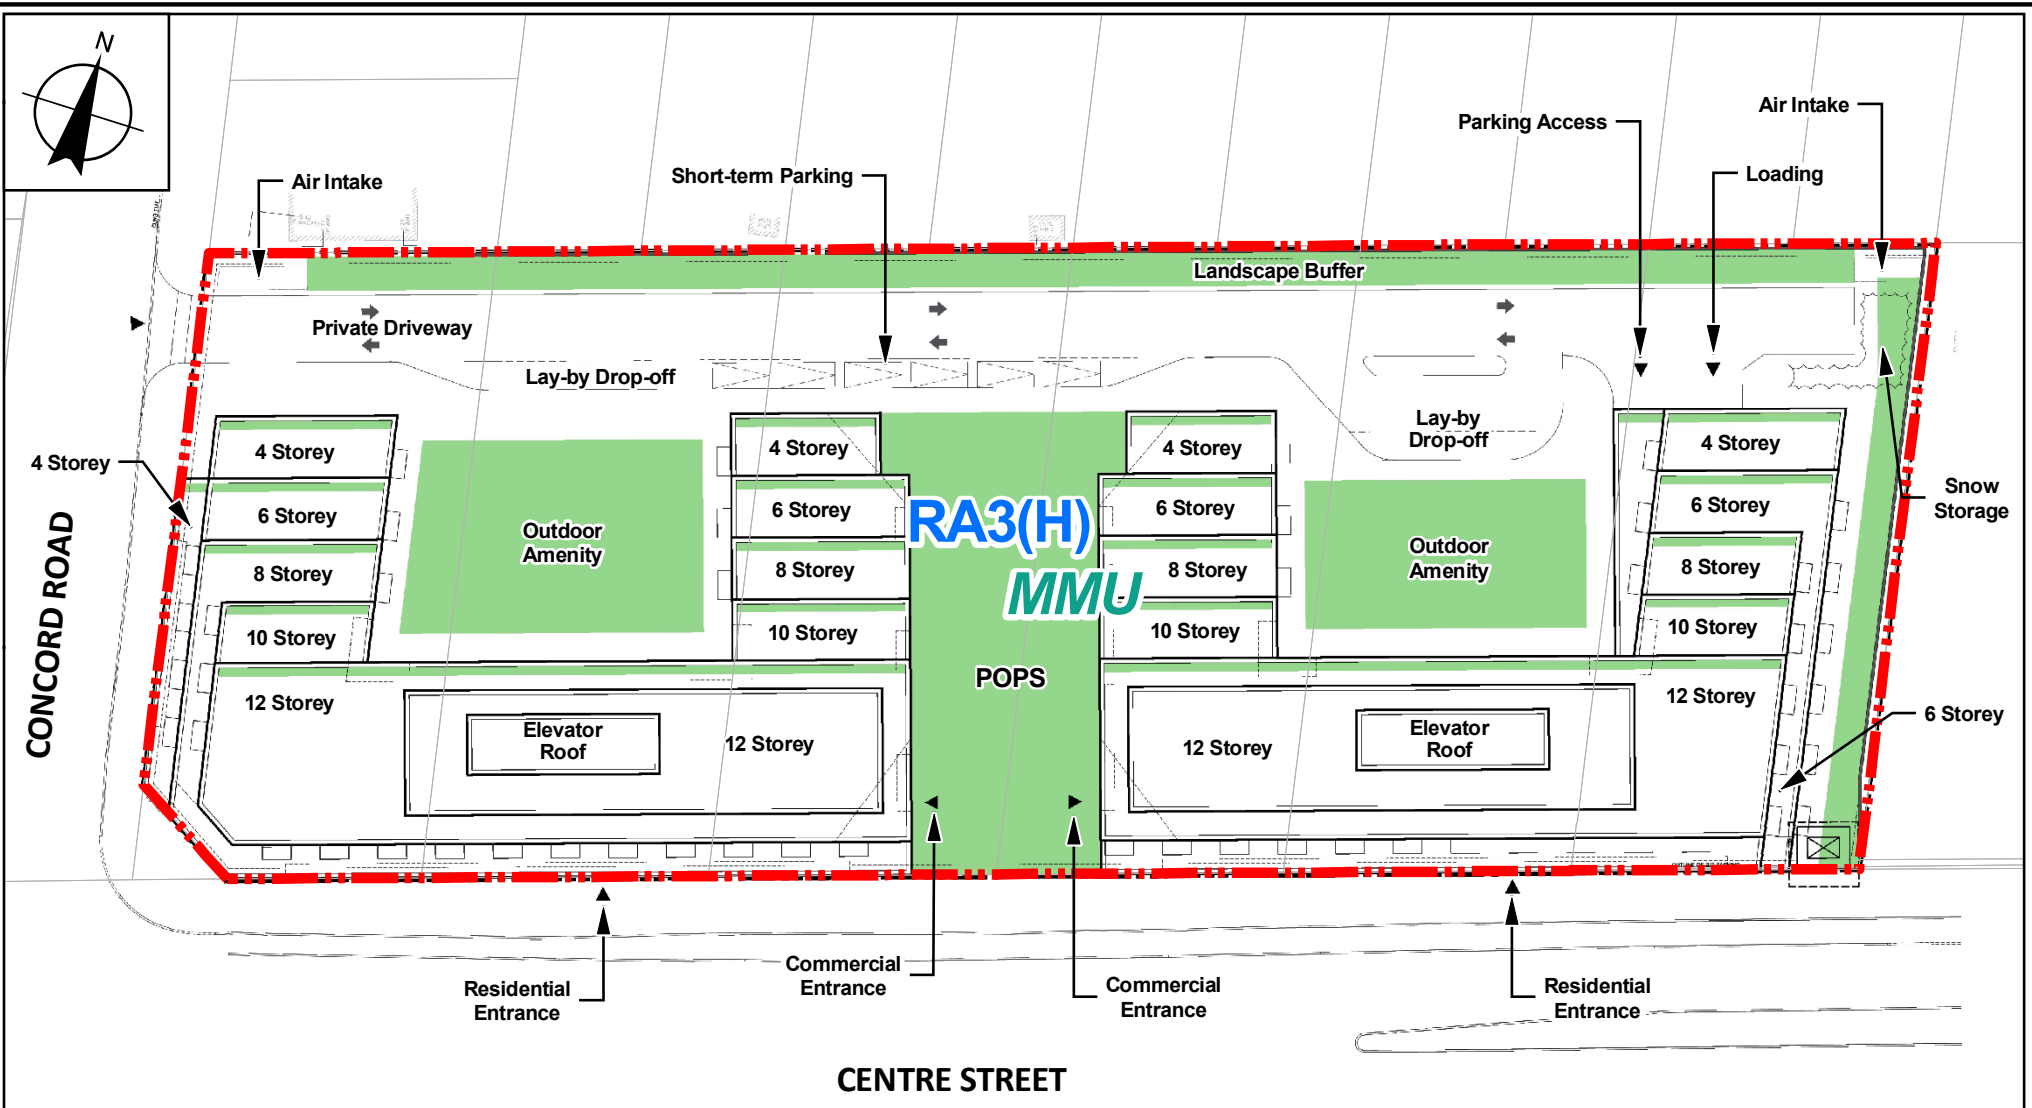 N
Air Intake
Parking Access
Air Intake
Short-term Parking
Loading
Landscape Buffer
Private Driveway
Lay-by Drop-off
Lay-by
Drop-off
4 Storey
4 Storey
4 Storey
4 Storey
4 Storey
6 Storey
6 Storey
6 Storey
6 Storey
Snow
Storage
RA3(H)
MMU
Outdoor
Amenity
Outdoor
Amenity
8 Storey
8 Storey
8 Storey
8 Storey
10 Storey
10 Storey
10 Storey
10 Storey
CONCORD ROAD
POPS
12 Storey
12 Storey
6 Storey
Elevator
Roof
12 Storey
12 Storey
Elevator
Roof
Residential
Entrance
Commercial
Entrance
Commercial
Entrance
Residential
Entrance
CENTRE STREET